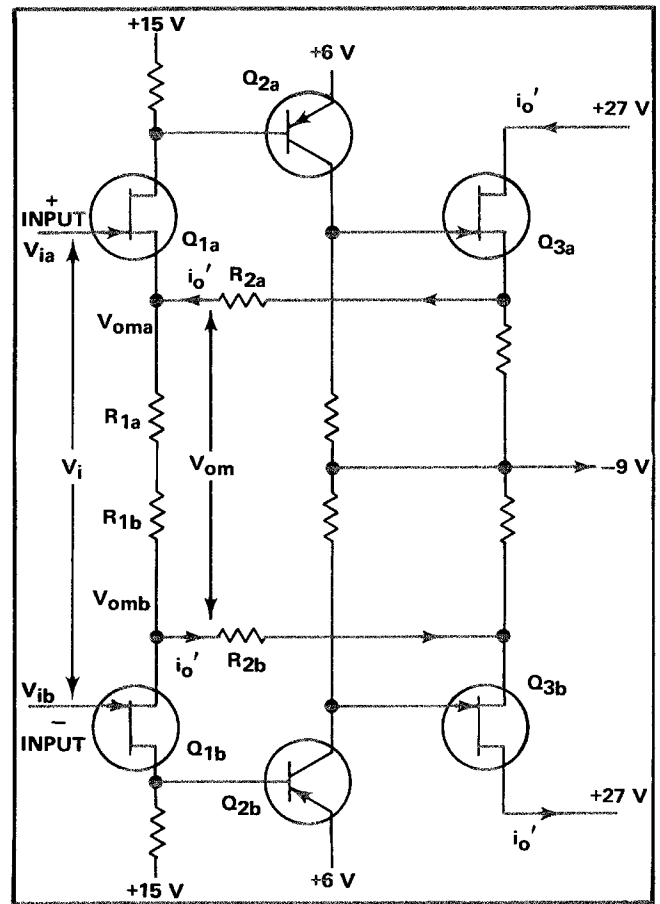 +15 V
+6 V
Q2a
io'
+27 V
+
INPUT
Via
Q1a
Q3a
io'
R2a
Voma
R1a
Vi
Vom
–9 V
R1b
Vomb
io'
R2b
Vib
–
INPUT
Q1b
Q3b
Q2b
+27 V
io'
+15 V
+6 V